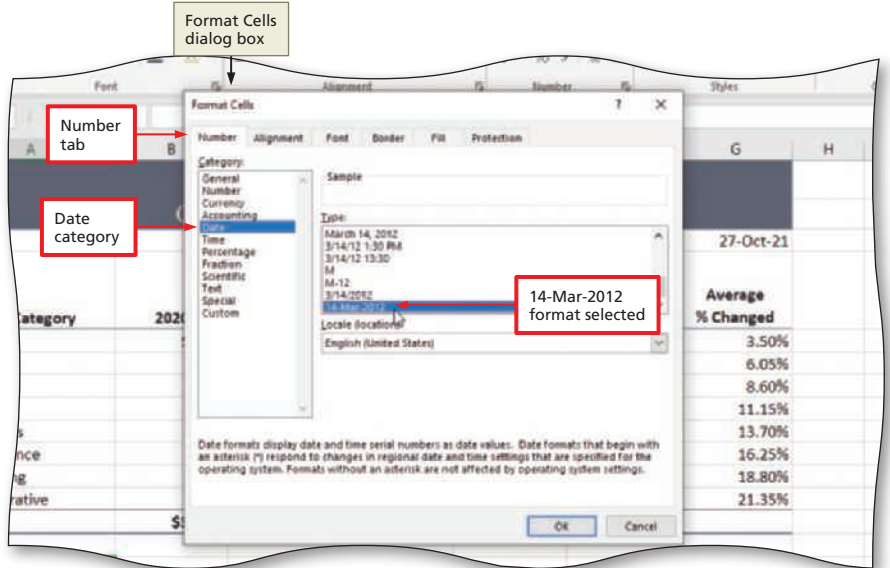 Format Cells
dialog box
Font
Alignment
Number
Styles
Format Cells
?
Number
tab
Number Alignment Font Border Fill Protection
A B G H
Category:
General
Number
Currency
Accounting
Date
Time
Percentage
Fraction
Scientific
Text
Special
Custom
Date
category
Sample
Type:
March 14, 2012
3/14/12 1:30 PM
3/14/12 13:30
M
M-12
3/14/2012
14-Mar-2012
14-Mar-2012
format selected
Locale (location):
English (United States)
27-Oct-21
ategory 202
Average
% Changed
3.50%
6.05%
8.60%
11.15%
s 13.70%
nce 16.25%
ng 18.80%
rative 21.35%
Date formats display date and time serial numbers as date values. Date formats that begin with
an asterisk (*) respond to changes in regional date and time settings that are specified for the
operating system. Formats without an asterisk are not affected by operating system settings.
OK Cancel